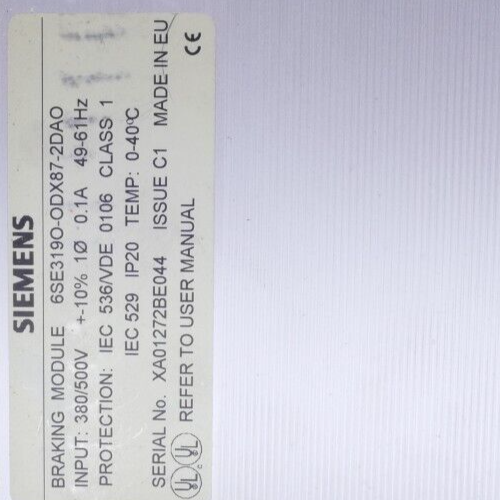 SIEMENS
BRAKING MODULE 6SE3190-0DX87-2DA0
INPUT: 380/500V +-10% 1Ø 0.1A 49-61Hz
PROTECTION: IEC 536/VDE 0106 CLASS 1
IEC 529 IP20 TEMP: 0-40°C
SERIAL No. XA01272BE044 ISSUE C1 MADE IN EU
UL c UL REFER TO USER MANUAL CE